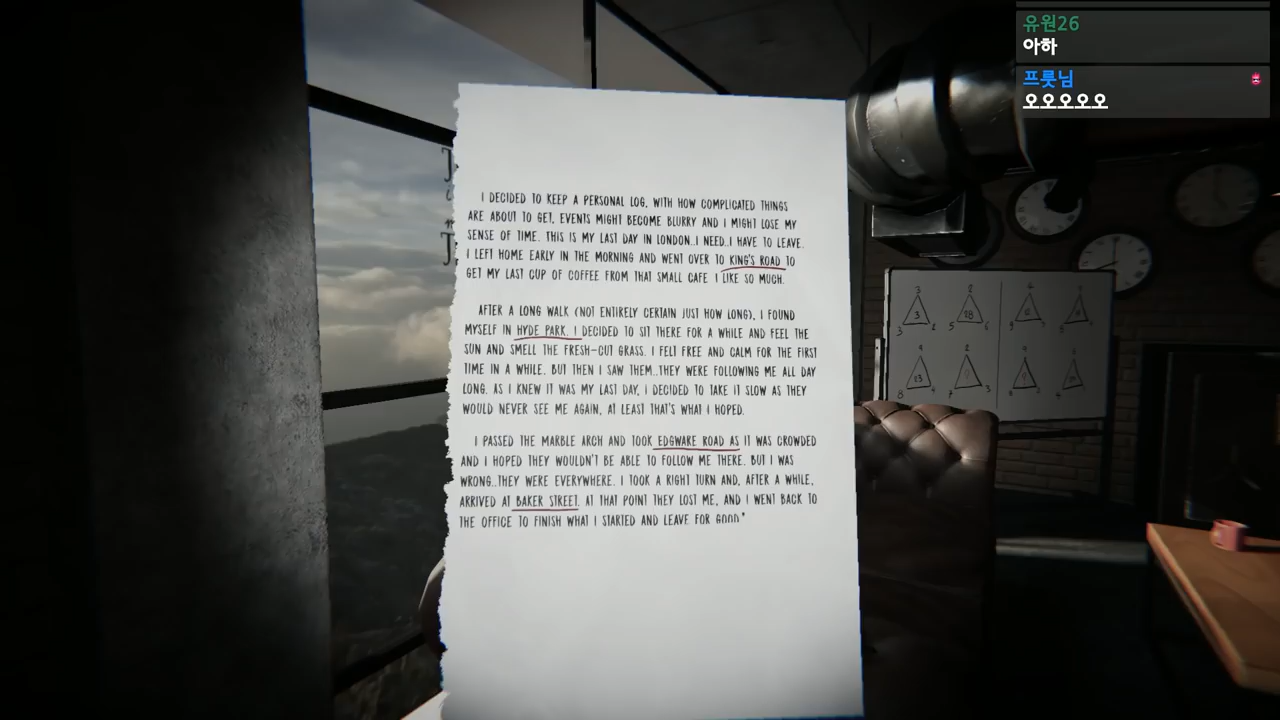 유원26
아하
프룻님
오오오오오
I DECIDED TO KEEP A PERSONAL LOG, WITH HOW COMPLICATED THINGS
ARE ABOUT TO GET, EVENTS MIGHT BECOME BLURRY AND I MIGHT LOSE MY
SENSE OF TIME. THIS IS MY LAST DAY IN LONDON..I NEED..I HAVE TO LEAVE.
I LEFT HOME EARLY IN THE MORNING AND WENT OVER TO KING'S ROAD TO
GET MY LAST CUP OF COFFEE FROM THAT SMALL CAFE I LIKE SO MUCH.
AFTER A LONG WALK (NOT ENTIRELY CERTAIN JUST HOW LONG), I FOUND
MYSELF IN HYDE PARK. I DECIDED TO SIT THERE FOR A WHILE AND FEEL THE
SUN AND SMELL THE FRESH-CUT GRASS. I FELT FREE AND CALM FOR THE FIRST
TIME IN A WHILE. BUT THEN I SAW THEM..THEY WERE FOLLOWING ME ALL DAY
LONG. AS I KNEW IT WAS MY LAST DAY, I DECIDED TO TAKE IT SLOW AS THEY
WOULD NEVER SEE ME AGAIN, AT LEAST THAT'S WHAT I HOPED.
I PASSED THE MARBLE ARCH AND TOOK EDGWARE ROAD AS IT WAS CROWDED
AND I HOPED THEY WOULDN'T BE ABLE TO FOLLOW ME THERE. BUT I WAS
WRONG..THEY WERE EVERYWHERE. I TOOK A RIGHT TURN AND, AFTER A WHILE,
ARRIVED AT BAKER STREET. AT THAT POINT THEY LOST ME, AND I WENT BACK TO
THE OFFICE TO FINISH WHAT I STARTED AND LEAVE FOR GOOD"